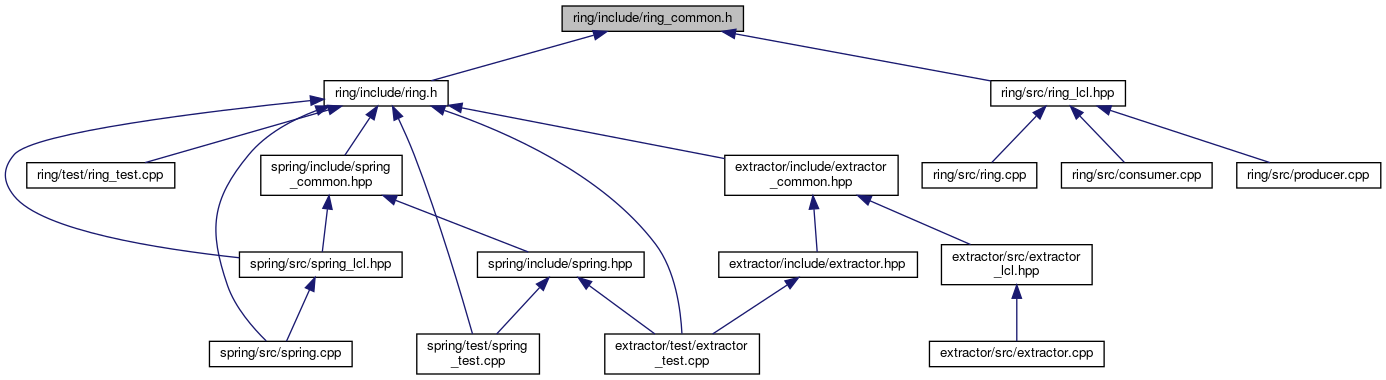 ring/include/ring_common.h
ring/include/ring.h
ring/src/ring_lcl.hpp
ring/test/ring_test.cpp
spring/include/spring
_common.hpp
extractor/include/extractor
_common.hpp
ring/src/ring.cpp
ring/src/consumer.cpp
ring/src/producer.cpp
spring/src/spring_lcl.hpp
spring/include/spring.hpp
extractor/include/extractor.hpp
extractor/src/extractor
_lcl.hpp
spring/src/spring.cpp
spring/test/spring
_test.cpp
extractor/test/extractor
_test.cpp
extractor/src/extractor.cpp